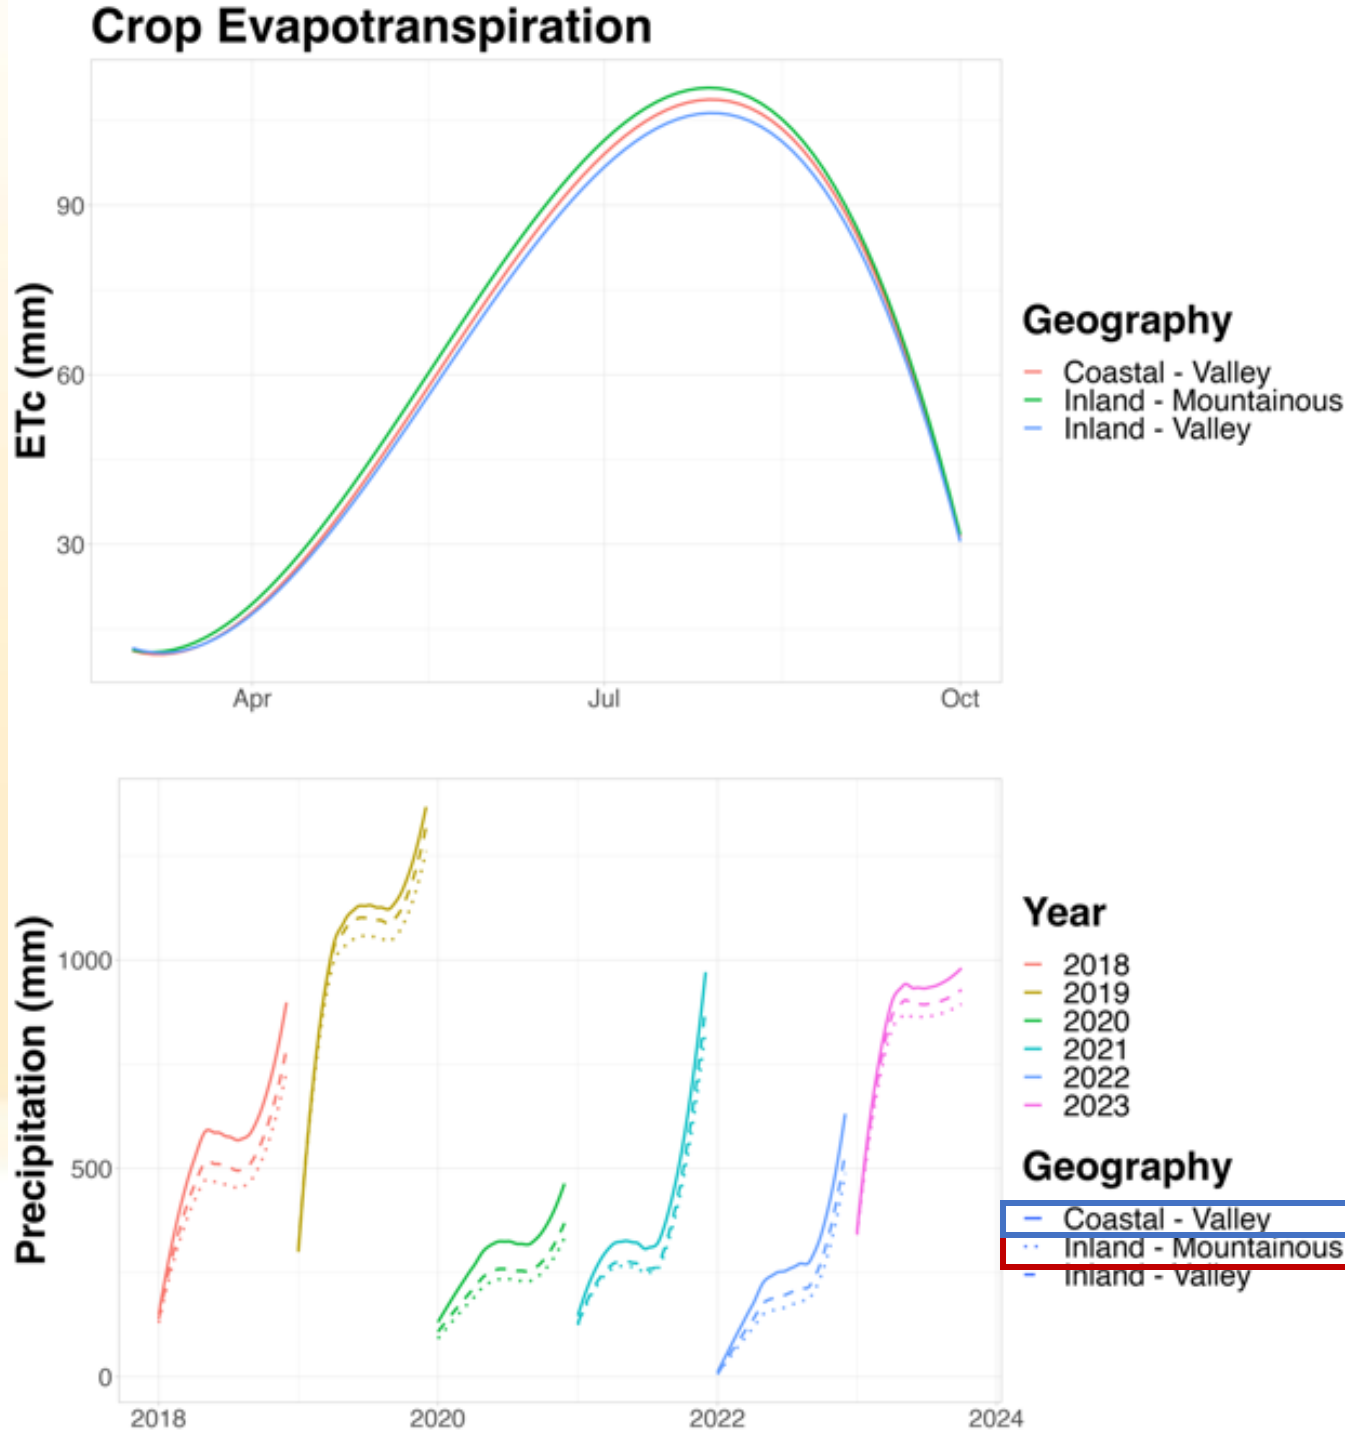 Crop Evapotranspiration
ETc (mm)
90
60
30
Apr Jul Oct
Geography
Coastal - Valley
Inland - Mountainous
Inland - Valley
Precipitation (mm)
1000
500
0
2018 2020 2022 2024
Year
2018
2019
2020
2021
2022
2023
Geography
Coastal - Valley
Inland - Mountainous
Inland - Valley